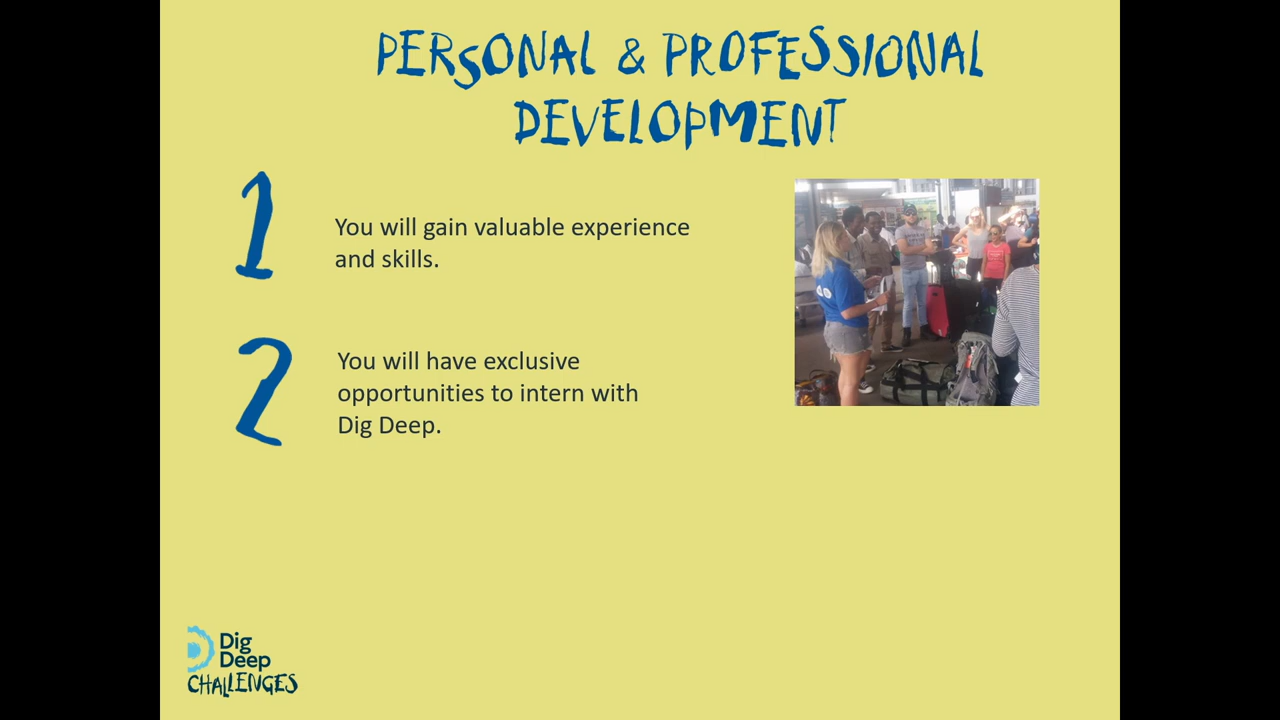 PERSONAL & PROFESSIONAL
DEVELOPMENT
1
You will gain valuable experience
and skills.
2
You will have exclusive
opportunities to intern with
Dig Deep.
Dig
Deep
CHALLENGES